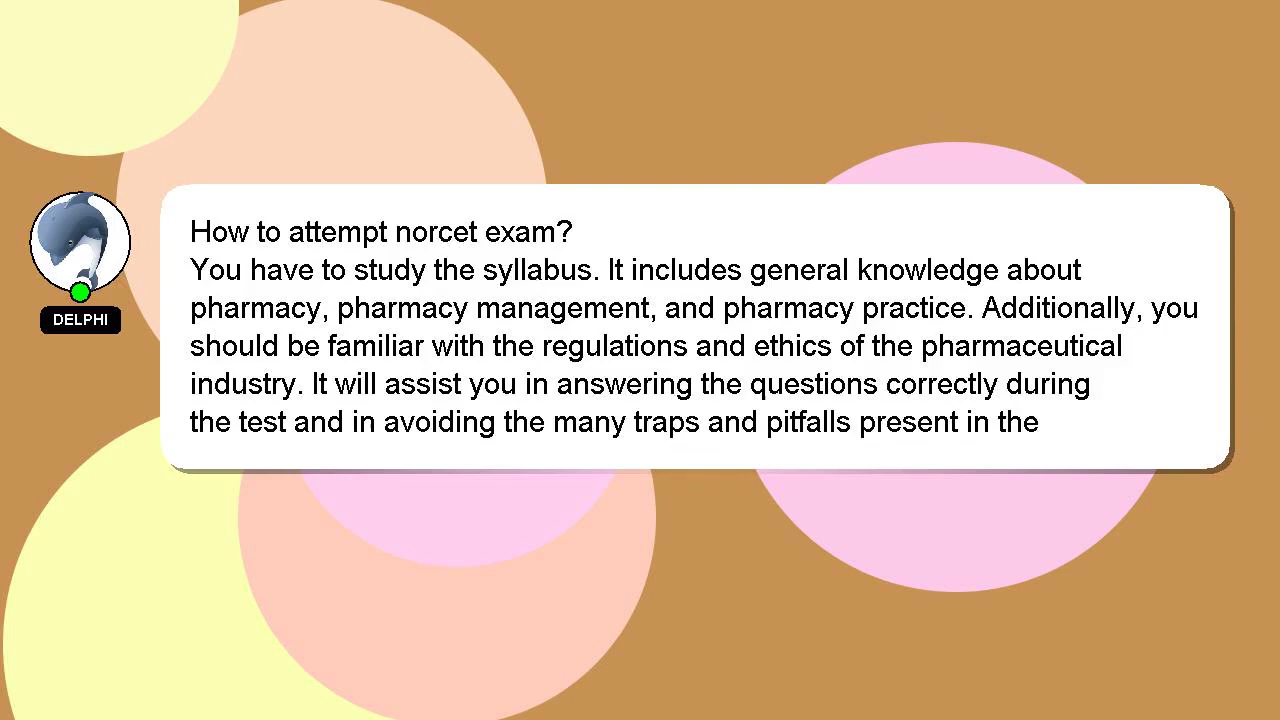 How to attempt norcet exam?
You have to study the syllabus. It includes general knowledge about
pharmacy, pharmacy management, and pharmacy practice. Additionally, you
should be familiar with the regulations and ethics of the pharmaceutical
industry. It will assist you in answering the questions correctly during
the test and in avoiding the many traps and pitfalls present in the
DELPHI